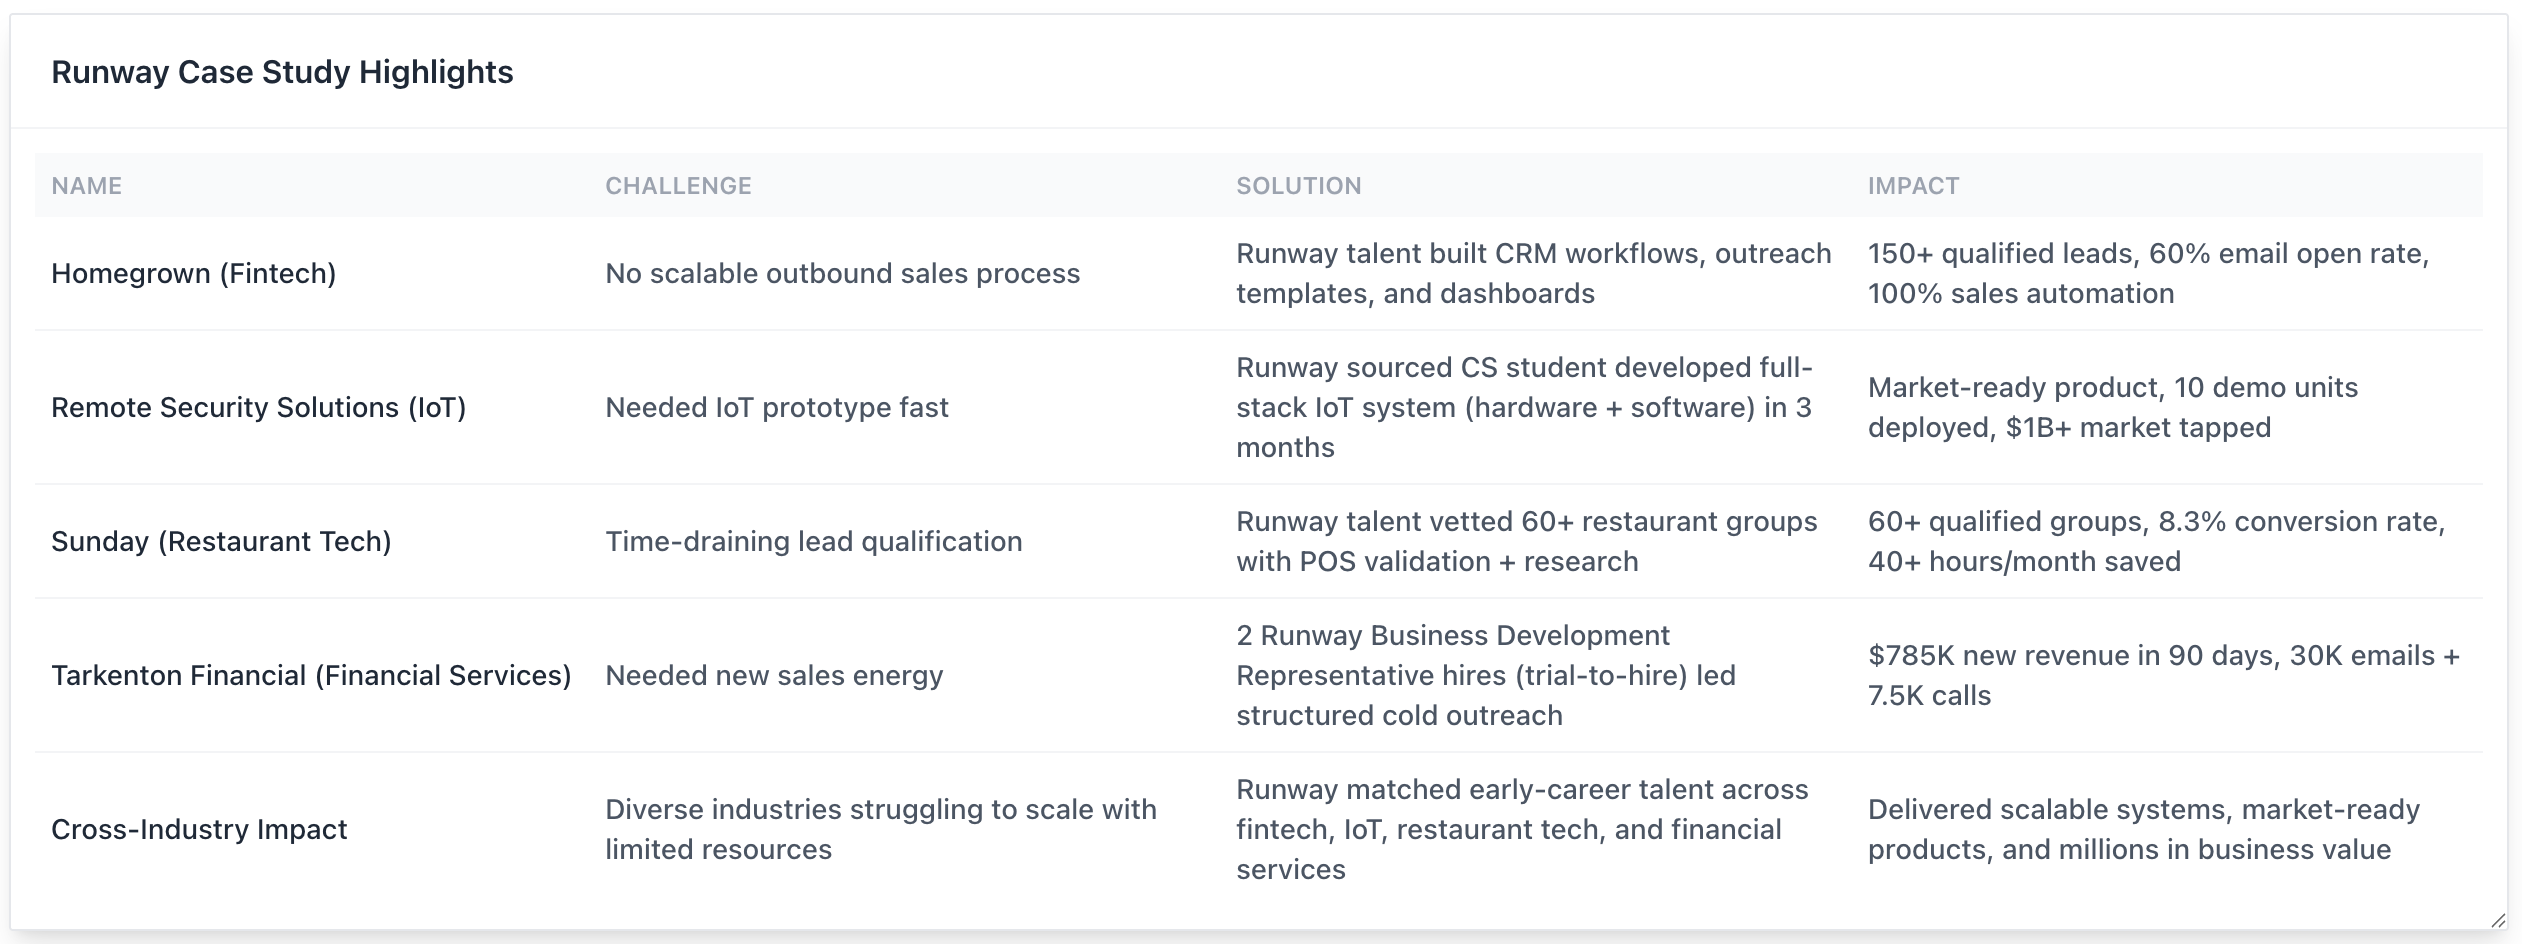 Runway Case Study Highlights
NAME
CHALLENGE
SOLUTION
IMPACT
Homegrown (Fintech)
No scalable outbound sales process
Runway talent built CRM workflows, outreach
templates, and dashboards
150+ qualified leads, 60% email open rate,
100% sales automation
Remote Security Solutions (IoT)
Needed IoT prototype fast
Runway sourced CS student developed full-
stack IoT system (hardware + software) in 3
months
Market-ready product, 10 demo units
deployed, $1B+ market tapped
Sunday (Restaurant Tech)
Time-draining lead qualification
Runway talent vetted 60+ restaurant groups
with POS validation + research
60+ qualified groups, 8.3% conversion rate,
40+ hours/month saved
Tarkenton Financial (Financial Services)
Needed new sales energy
2 Runway Business Development
Representative hires (trial-to-hire) led
structured cold outreach
$785K new revenue in 90 days, 30K emails +
7.5K calls
Cross-Industry Impact
Diverse industries struggling to scale with
limited resources
Runway matched early-career talent across
fintech, IoT, restaurant tech, and financial
services
Delivered scalable systems, market-ready
products, and millions in business value